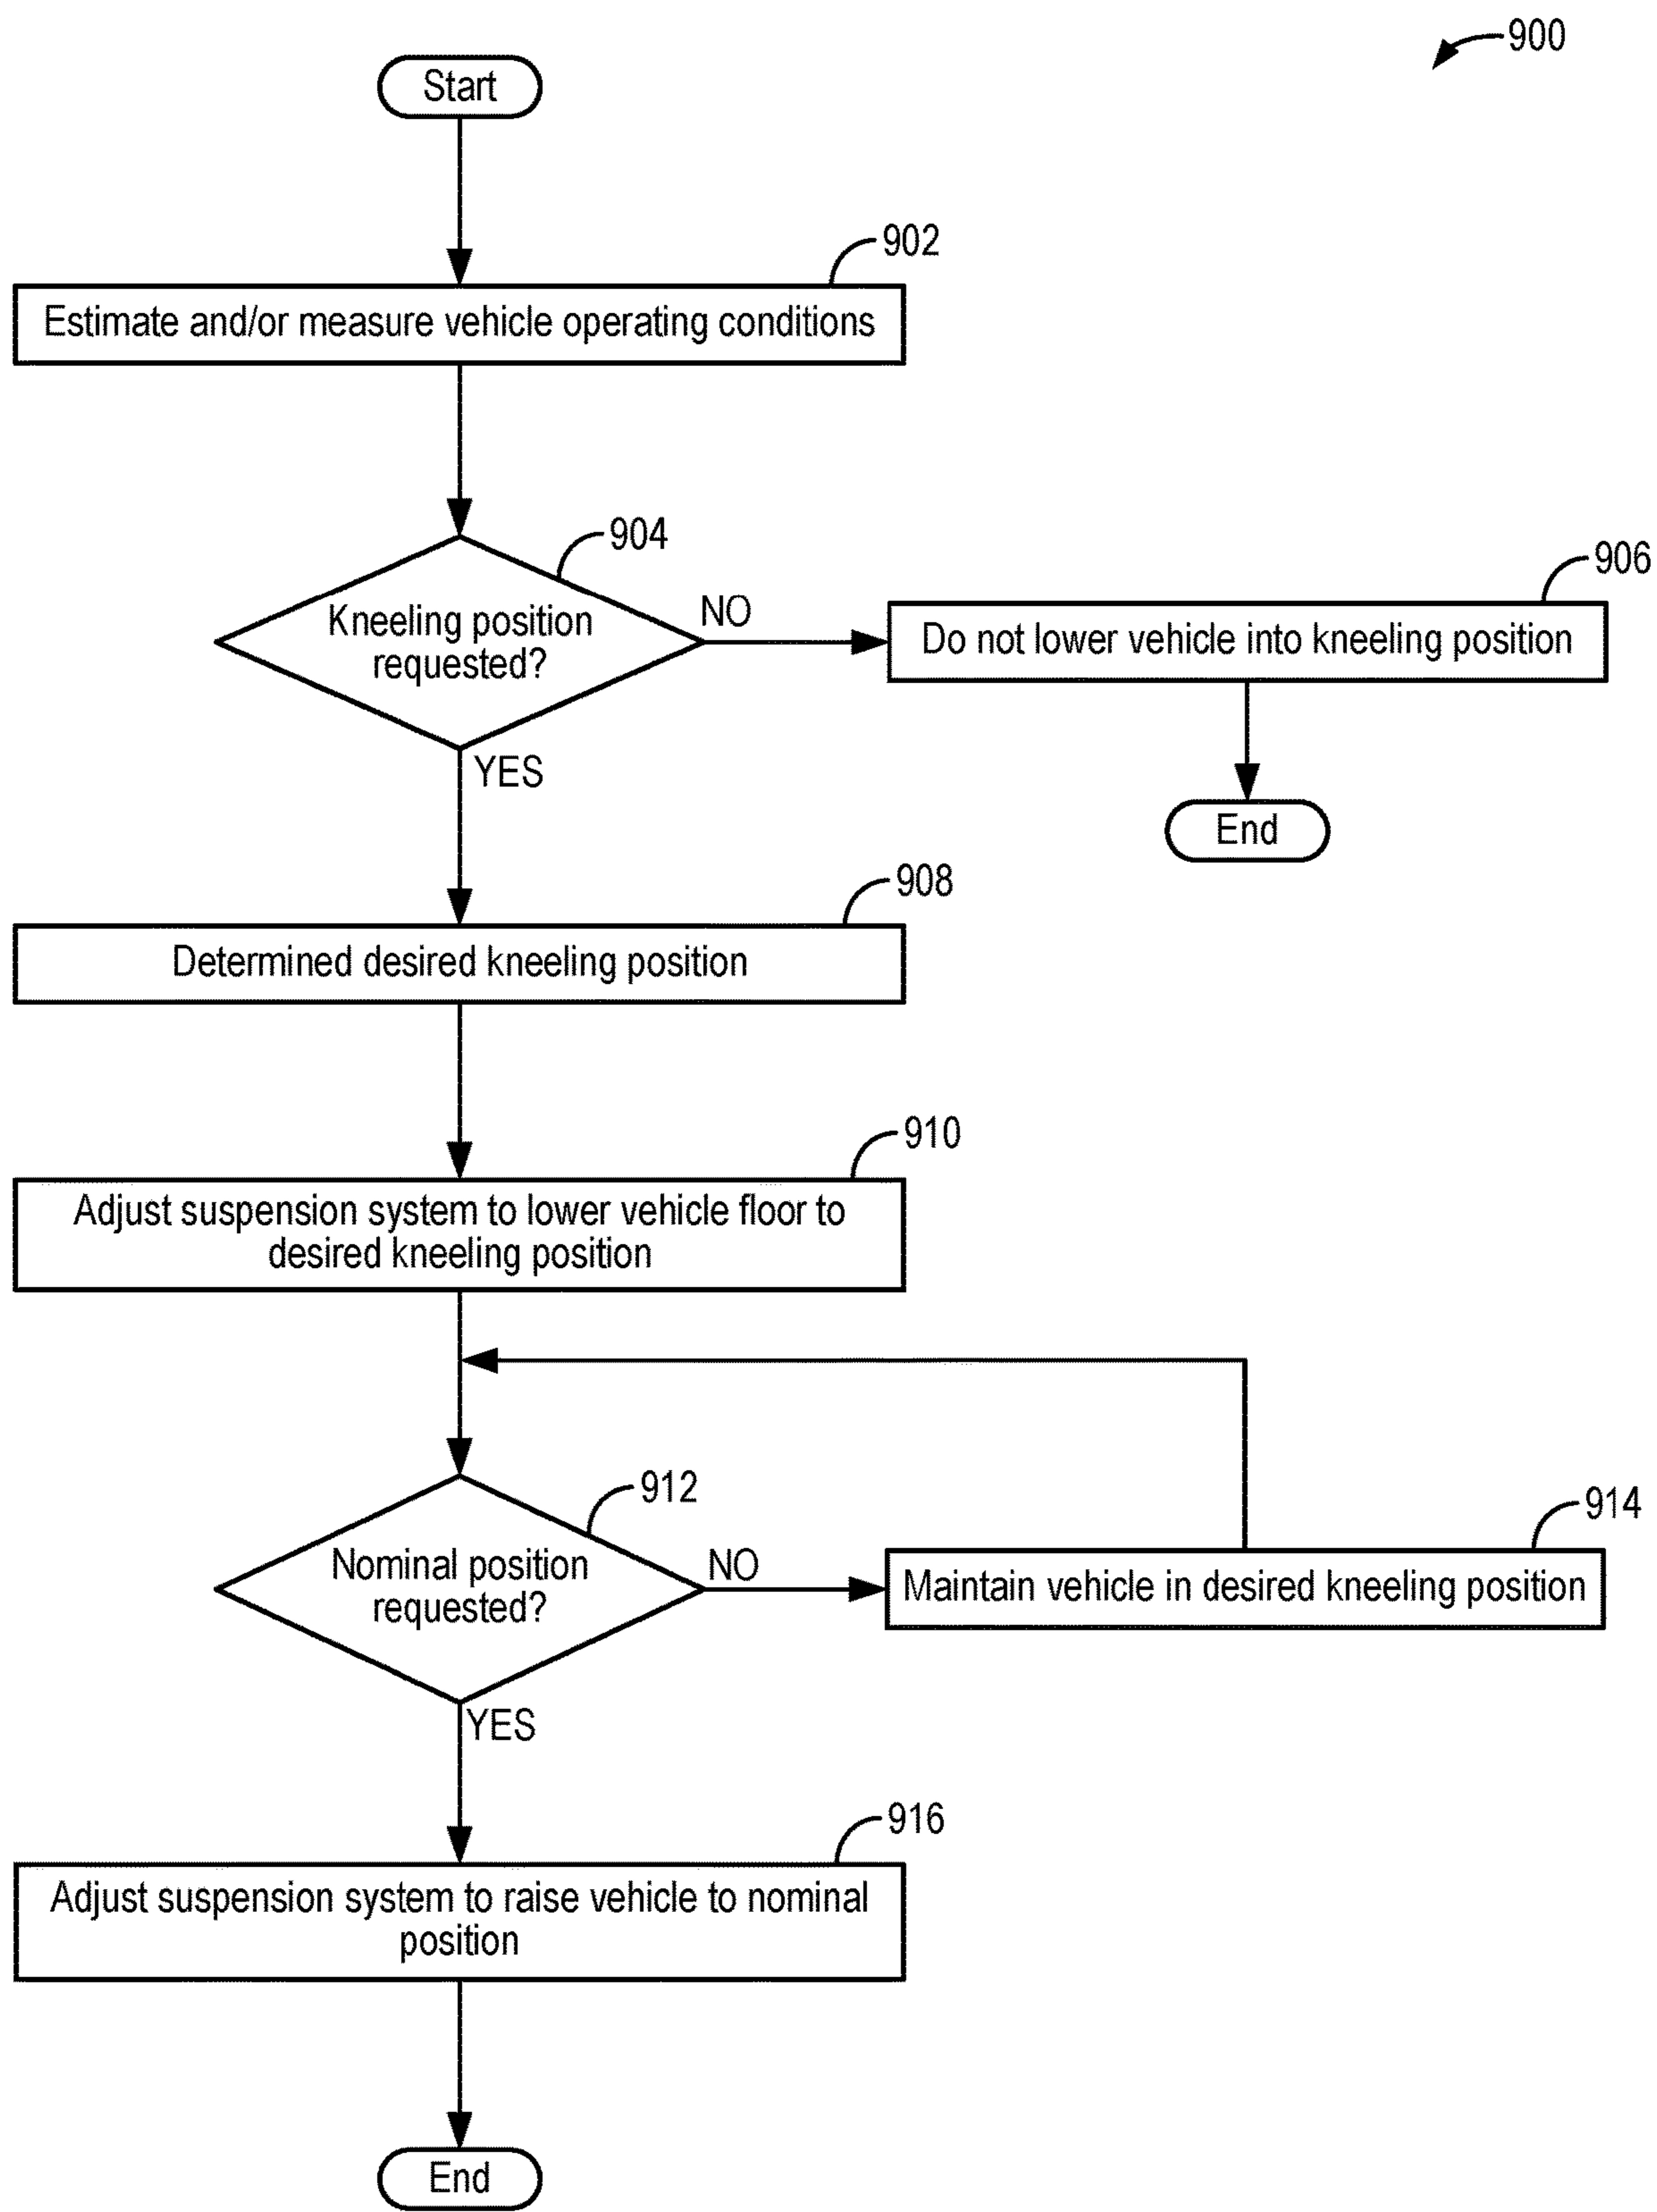 900
Start
902
Estimate and/or measure vehicle operating conditions
904
Kneeling position
requested?
NO
906
Do not lower vehicle into kneeling position
End
YES
908
Determined desired kneeling position
910
Adjust suspension system to lower vehicle floor to
desired kneeling position
912
Nominal position
requested?
NO
914
Maintain vehicle in desired kneeling position
YES
916
Adjust suspension system to raise vehicle to nominal
position
End